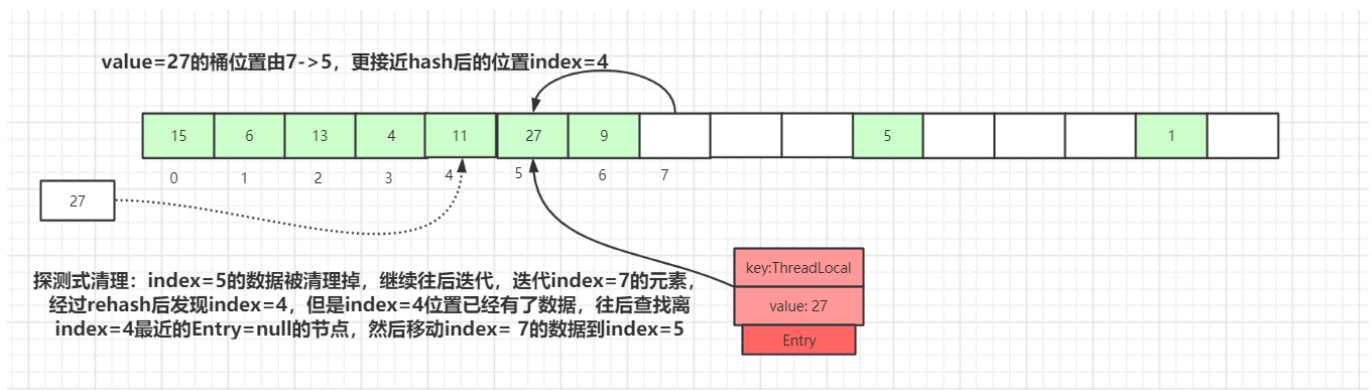 value=27的桶位置由7->5，更接近hash后的位置index=4
15 6 13 4 11 27 9 5 1
0 1 2 3 4 5 6 7
27
探测式清理：index=5的数据被清理掉，继续往后迭代，迭代index=7的元素，
经过rehash后发现index=4，但是index=4位置已经有了数据，往后查找离
index=4最近的Entry=null的节点，然后移动index= 7的数据到index=5
key:ThreadLocal
value: 27
Entry